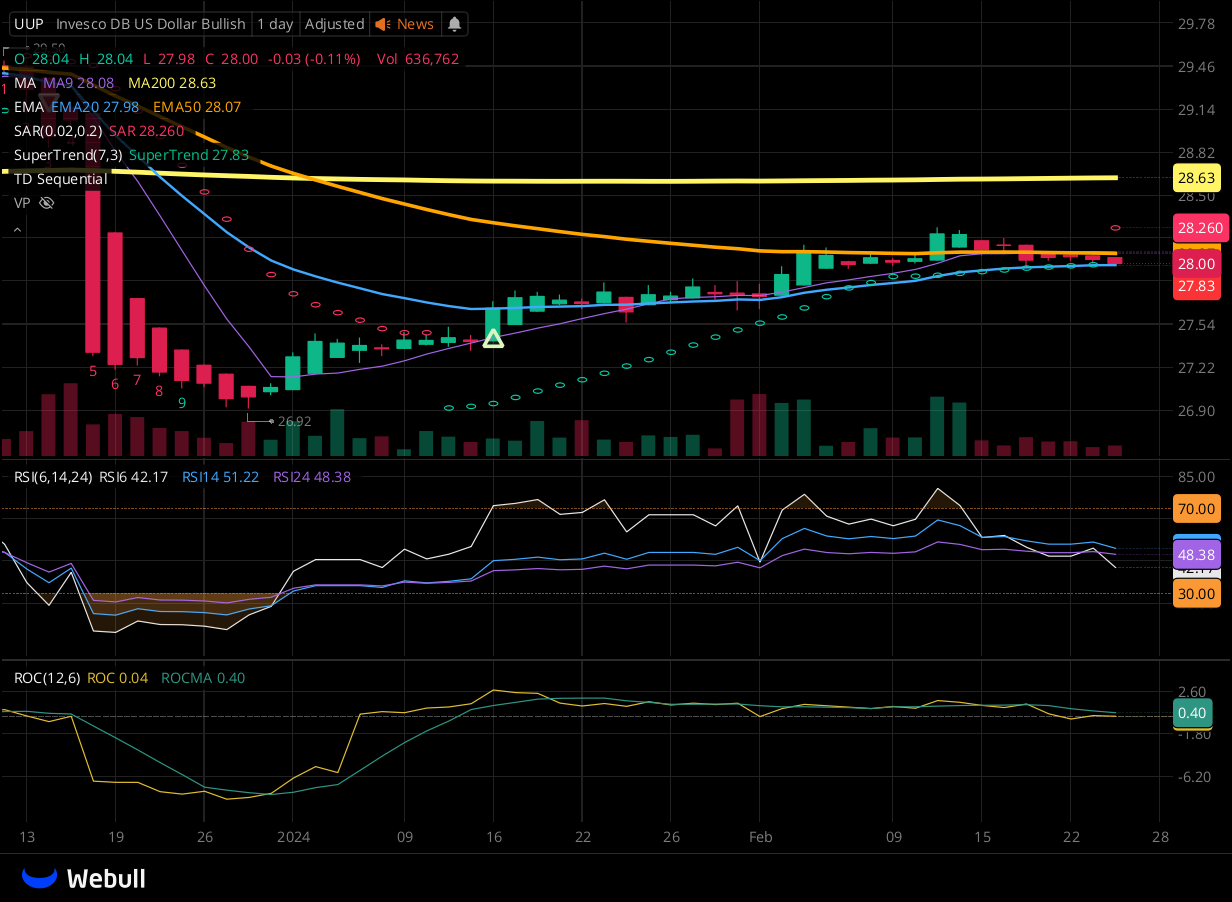 UUP Invesco DB US Dollar Bullish 1 day Adjusted News
O 28.04 H 28.04 L 27.98 C 28.00 -0.03 (-0.11%) Vol 636,762
MA MA9 28.08 MA200 28.63
EMA EMA20 27.98 EMA50 28.07
SAR(0.02,0.2) SAR 28.260
SuperTrend(7,3) SuperTrend 27.83
TD Sequential
VP
29.78
29.46
29.14
28.82
28.63
28.50
28.260
28.00
27.83
27.54
27.22
26.90
5
6
7
8
9
26.92
RSI(6,14,24) RSI6 42.17 RSI14 51.22 RSI24 48.38
85.00
70.00
48.38
42.17
30.00
ROC(12,6) ROC 0.04 ROCMA 0.40
2.60
0.40
-1.80
-6.20
13 19 26 2024 09 16 22 26 Feb 09 15 22 28
Webull